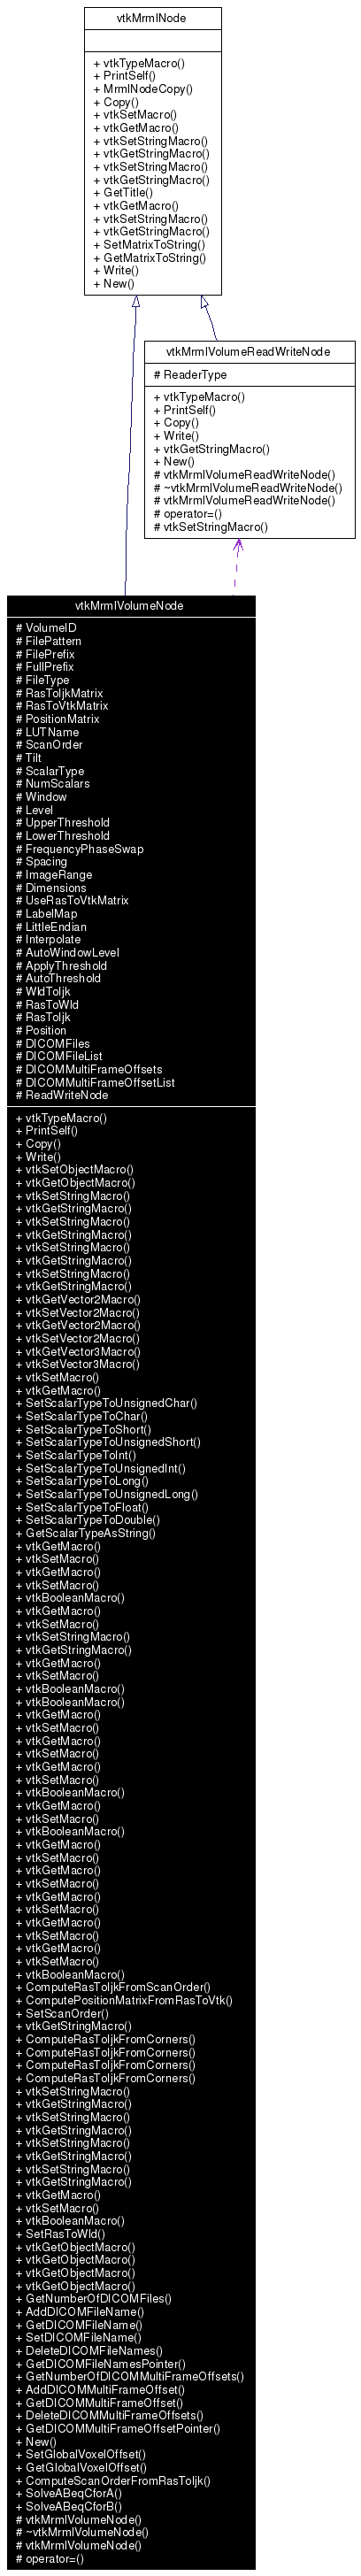 vtkMrmlNode
+ vtkTypeMacro()
+ PrintSelf()
+ MrmlNodeCopy()
+ Copy()
+ vtkSetMacro()
+ vtkGetMacro()
+ vtkSetStringMacro()
+ vtkGetStringMacro()
+ vtkSetStringMacro()
+ vtkGetStringMacro()
+ GetTitle()
+ vtkGetMacro()
+ vtkSetStringMacro()
+ vtkGetStringMacro()
+ SetMatrixToString()
+ GetMatrixToString()
+ Write()
+ New()
vtkMrmlVolumeReadWriteNode
# ReaderType
+ vtkTypeMacro()
+ PrintSelf()
+ Copy()
+ Write()
+ vtkGetStringMacro()
+ New()
# vtkMrmlVolumeReadWriteNode()
# ~vtkMrmlVolumeReadWriteNode()
# vtkMrmlVolumeReadWriteNode()
# operator=()
# vtkSetStringMacro()
vtkMrmlVolumeNode
# VolumeID
# FilePattern
# FilePrefix
# FullPrefix
# FileType
# RasToIjkMatrix
# RasToVtkMatrix
# PositionMatrix
# LUTName
# ScanOrder
# Tilt
# ScalarType
# NumScalars
# Window
# Level
# UpperThreshold
# LowerThreshold
# FrequencyPhaseSwap
# Spacing
# ImageRange
# Dimensions
# UseRasToVtkMatrix
# LabelMap
# LittleEndian
# Interpolate
# AutoWindowLevel
# ApplyThreshold
# AutoThreshold
# WldToIjk
# RasToWld
# RasToIjk
# Position
# DICOMFiles
# DICOMFileList
# DICOMMultiFrameOffsets
# DICOMMultiFrameOffsetList
# ReadWriteNode
+ vtkTypeMacro()
+ PrintSelf()
+ Copy()
+ Write()
+ vtkSetObjectMacro()
+ vtkGetObjectMacro()
+ vtkSetStringMacro()
+ vtkGetStringMacro()
+ vtkSetStringMacro()
+ vtkGetStringMacro()
+ vtkSetStringMacro()
+ vtkGetStringMacro()
+ vtkSetStringMacro()
+ vtkGetStringMacro()
+ vtkGetVector2Macro()
+ vtkSetVector2Macro()
+ vtkGetVector2Macro()
+ vtkSetVector2Macro()
+ vtkGetVector3Macro()
+ vtkSetVector3Macro()
+ vtkSetMacro()
+ vtkGetMacro()
+ SetScalarTypeToUnsignedChar()
+ SetScalarTypeToChar()
+ SetScalarTypeToShort()
+ SetScalarTypeToUnsignedShort()
+ SetScalarTypeToInt()
+ SetScalarTypeToUnsignedInt()
+ SetScalarTypeToLong()
+ SetScalarTypeToUnsignedLong()
+ SetScalarTypeToFloat()
+ SetScalarTypeToDouble()
+ GetScalarTypeAsString()
+ vtkGetMacro()
+ vtkSetMacro()
+ vtkGetMacro()
+ vtkSetMacro()
+ vtkBooleanMacro()
+ vtkGetMacro()
+ vtkSetMacro()
+ vtkSetStringMacro()
+ vtkGetStringMacro()
+ vtkGetMacro()
+ vtkSetMacro()
+ vtkBooleanMacro()
+ vtkBooleanMacro()
+ vtkGetMacro()
+ vtkSetMacro()
+ vtkGetMacro()
+ vtkSetMacro()
+ vtkGetMacro()
+ vtkSetMacro()
+ vtkBooleanMacro()
+ vtkGetMacro()
+ vtkSetMacro()
+ vtkBooleanMacro()
+ vtkGetMacro()
+ vtkSetMacro()
+ vtkGetMacro()
+ vtkSetMacro()
+ vtkGetMacro()
+ vtkSetMacro()
+ vtkGetMacro()
+ vtkSetMacro()
+ vtkGetMacro()
+ vtkSetMacro()
+ vtkBooleanMacro()
+ ComputeRasToIjkFromScanOrder()
+ ComputePositionMatrixFromRasToVtk()
+ SetScanOrder()
+ vtkGetStringMacro()
+ ComputeRasToIjkFromCorners()
+ ComputeRasToIjkFromCorners()
+ ComputeRasToIjkFromCorners()
+ ComputeRasToIjkFromCorners()
+ vtkSetStringMacro()
+ vtkGetStringMacro()
+ vtkSetStringMacro()
+ vtkGetStringMacro()
+ vtkSetStringMacro()
+ vtkGetStringMacro()
+ vtkSetStringMacro()
+ vtkGetStringMacro()
+ vtkGetMacro()
+ vtkSetMacro()
+ vtkBooleanMacro()
+ SetRasToWld()
+ vtkGetObjectMacro()
+ vtkGetObjectMacro()
+ vtkGetObjectMacro()
+ vtkGetObjectMacro()
+ GetNumberOfDICOMFiles()
+ AddDICOMFileName()
+ GetDICOMFileName()
+ SetDICOMFileName()
+ DeleteDICOMFileNames()
+ GetDICOMFileNamesPointer()
+ GetNumberOfDICOMMultiFrameOffsets()
+ AddDICOMMultiFrameOffset()
+ GetDICOMMultiFrameOffset()
+ DeleteDICOMMultiFrameOffsets()
+ GetDICOMMultiFrameOffsetPointer()
+ New()
+ SetGlobalVoxelOffset()
+ GetGlobalVoxelOffset()
+ ComputeScanOrderFromRasToIjk()
+ SolveABeqCforA()
+ SolveABeqCforB()
# vtkMrmlVolumeNode()
# ~vtkMrmlVolumeNode()
# vtkMrmlVolumeNode()
# operator=()